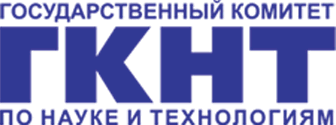 ГОСУДАРСТВЕННЫЙ КОМИТЕТ
ГКНТ
ПО НАУКЕ И ТЕХНОЛОГИЯМ